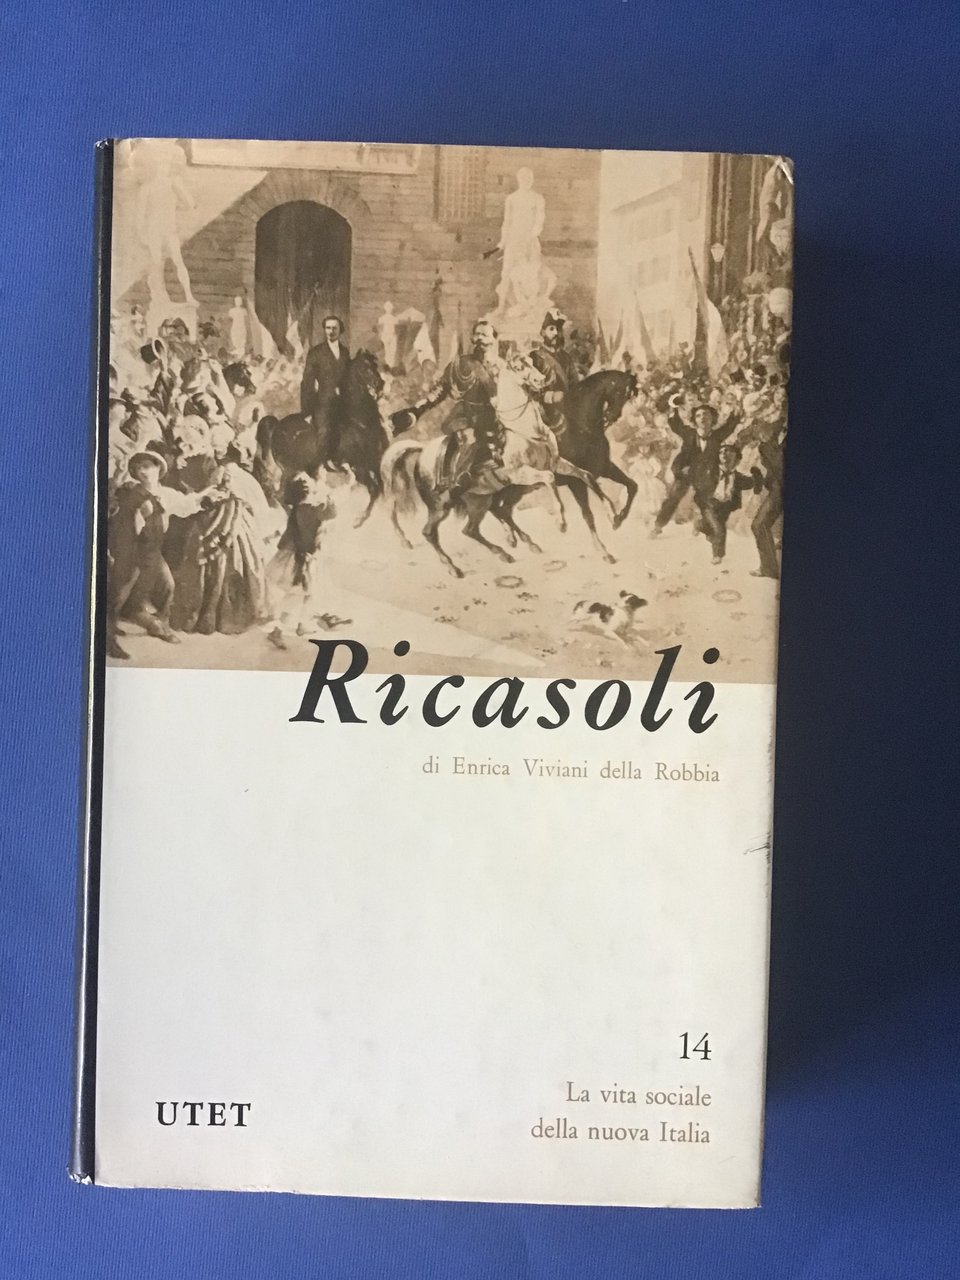 Ricasoli
di Enrica Viviani della Robbia
14
La vita sociale
della nuova Italia
UTET